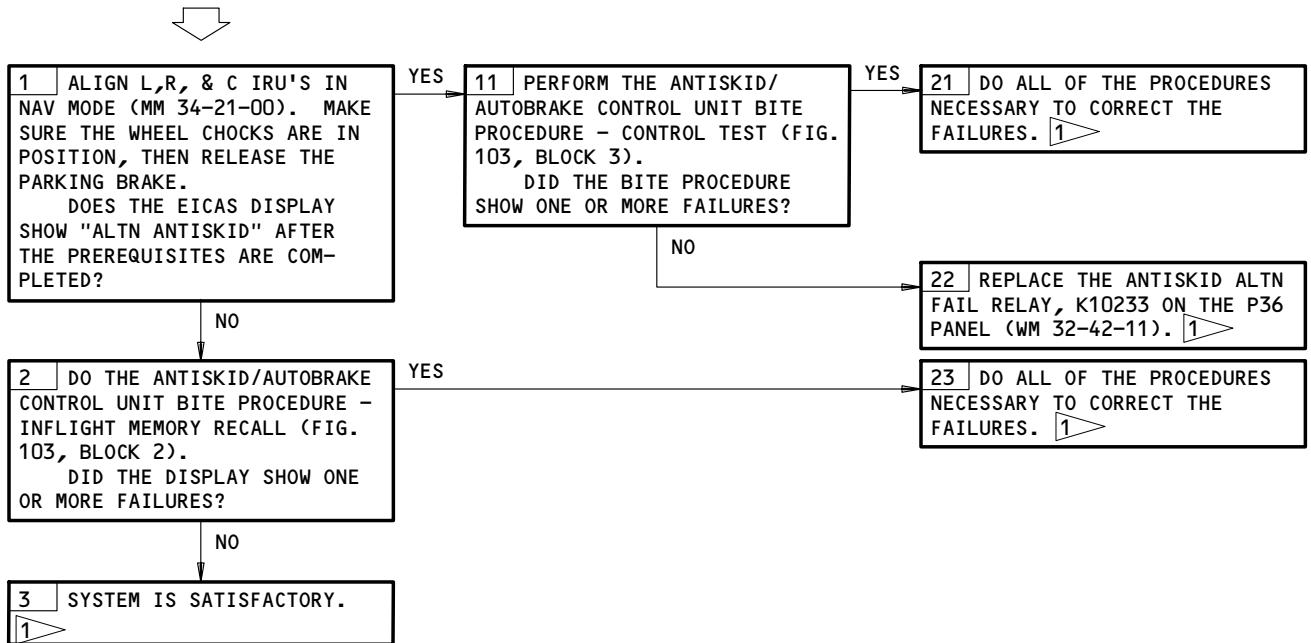 1 ALIGN L,R, & C IRU'S IN
NAV MODE (MM 34-21-00). MAKE
SURE THE WHEEL CHOCKS ARE IN
POSITION, THEN RELEASE THE
PARKING BRAKE.
DOES THE EICAS DISPLAY
SHOW "ALTN ANTISKID" AFTER
THE PREREQUISITES ARE COM-
PLETED?
YES
NO
11 PERFORM THE ANTISKID/
AUTOBRAKE CONTROL UNIT BITE
PROCEDURE - CONTROL TEST (FIG.
103, BLOCK 3).
DID THE BITE PROCEDURE
SHOW ONE OR MORE FAILURES?
YES
NO
21 DO ALL OF THE PROCEDURES
NECESSARY TO CORRECT THE
FAILURES. 1
22 REPLACE THE ANTISKID ALTN
FAIL RELAY, K10233 ON THE P36
PANEL (WM 32-42-11). 1
2 DO THE ANTISKID/AUTOBRAKE
CONTROL UNIT BITE PROCEDURE -
INFLIGHT MEMORY RECALL (FIG.
103, BLOCK 2).
DID THE DISPLAY SHOW ONE
OR MORE FAILURES?
YES
NO
23 DO ALL OF THE PROCEDURES
NECESSARY TO CORRECT THE
FAILURES. 1
3 SYSTEM IS SATISFACTORY.
1